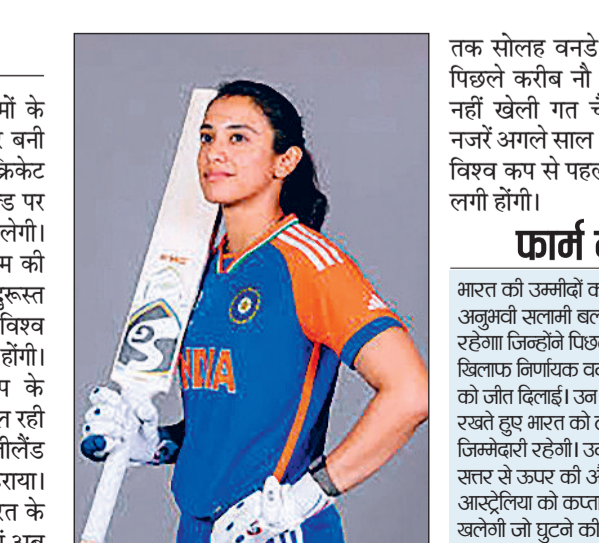 मों के
बनी
क्रिकेट
ड पर
लेगी।
म की
दुरूस्त
विश्व
होंगी।
प के
ल रही
राया।
त के
SG
INDIA
तक सोलह वनडे
पिछले करीब नौ
नहीं खेली गत
नजरें अगले साल
विश्व कप से पहल
लगी होंगी।
फार्म
भारत की उम्मीदों क
अनुभवी सलामी बल
रहेगाा जिन्होंने पिछ
खिलाफ निर्णायक व
को जीत दिलाई। उन
रखते हुए भारत को
जिम्मेदारी रहेगी। उ
सत्तर से ऊपर की औ
आस्ट्रेलिया को कप्ता
खलेगी जो घुटने की